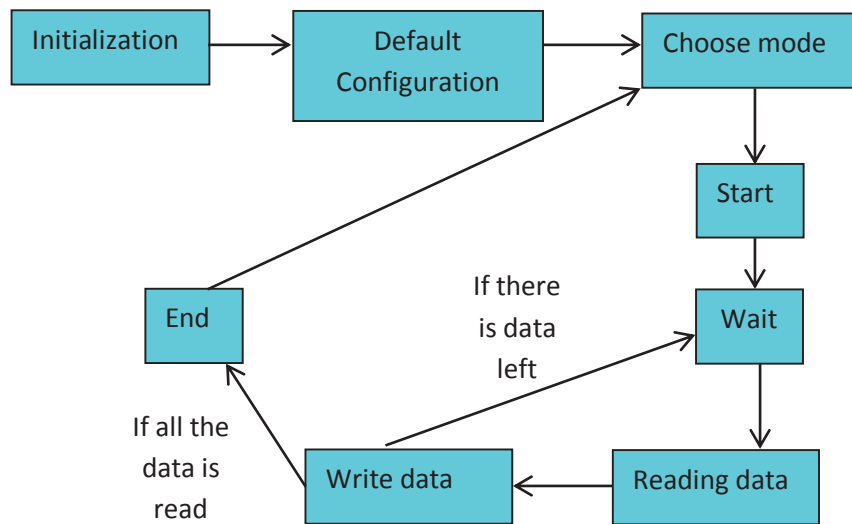 Initialization
Default
Configuration
Choose mode
Start
Wait
If there
is data
left
End
If all the
data is
read
Write data
Reading data